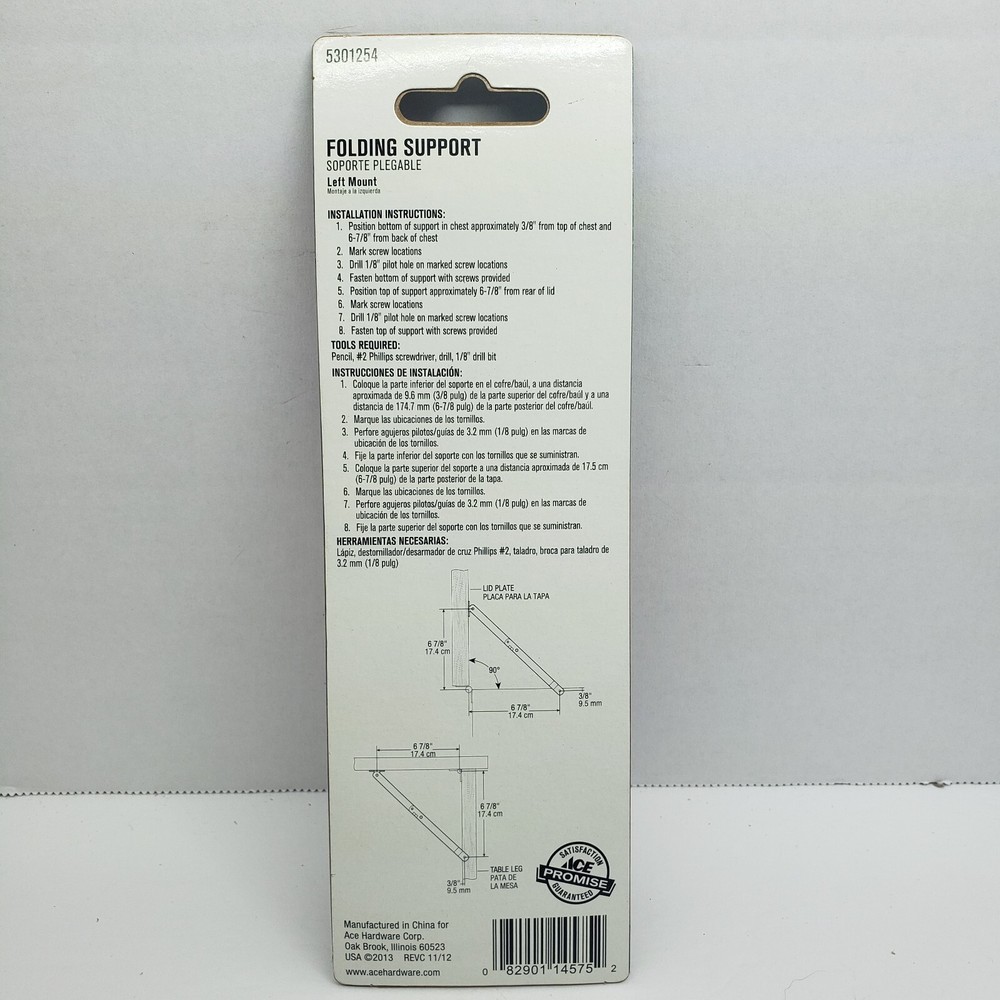 5301254
FOLDING SUPPORT
SOPORTE PLEGABLE
Left Mount
Montaje a la izquierda
INSTALLATION INSTRUCTIONS:
1. Position bottom of support in chest approximately 3/8" from top of chest and
6-7/8" from back of chest
2. Mark screw locations
3. Drill 1/8" pilot hole on marked screw locations
4. Fasten bottom of support with screws provided
5. Position top of support approximately 6-7/8" from rear of lid
6. Mark screw locations
7. Drill 1/8" pilot hole on marked screw locations
8. Fasten top of support with screws provided
TOOLS REQUIRED:
Pencil, #2 Phillips screwdriver, drill, 1/8" drill bit
INSTRUCCIONES DE INSTALACIÓN:
1. Coloque la parte inferior del soporte en el cofre/baúl, a una distancia
aproximada de 9.6 mm (3/8 pulg) de la parte superior del cofre/baúl y a una
distancia de 174.7 mm (6-7/8 pulg) de la parte posterior del cofre/baúl.
2. Marque las ubicaciones de los tornillos.
3. Perfore agujeros pilotos/guías de 3.2 mm (1/8 pulg) en las marcas de
ubicación de los tornillos.
4. Fije la parte inferior del soporte con los tornillos que se suministran.
5. Coloque la parte superior del soporte a una distancia aproximada de 17.5 cm
(6-7/8 pulg) de la parte posterior de la tapa.
6. Marque las ubicaciones de los tornillos.
7. Perfore agujeros pilotos/guías de 3.2 mm (1/8 pulg) en las marcas de
ubicación de los tornillos.
8. Fije la parte superior del soporte con los tornillos que se suministran.
HERRAMIENTAS NECESARIAS:
Lápiz, destornillador/desarmador de cruz Phillips #2, taladro, broca para taladro de
3.2 mm (1/8 pulg)
LID PLATE
PLACA PARA LA TAPA
6 7/8"
17.4 cm
90°
3/8"
9.5 mm
6 7/8"
17.4 cm
6 7/8"
17.4 cm
6 7/8"
17.4 cm
TABLE LEG
PATA DE
LA MESA
3/8"
9.5 mm
SATISFACTION
ACE
PROMISE
GUARANTEED
Manufactured in China for
Ace Hardware Corp.
Oak Brook, Illinois 60523
USA ©2013 REVC 11/12
www.acehardware.com
0 82901 14575 2